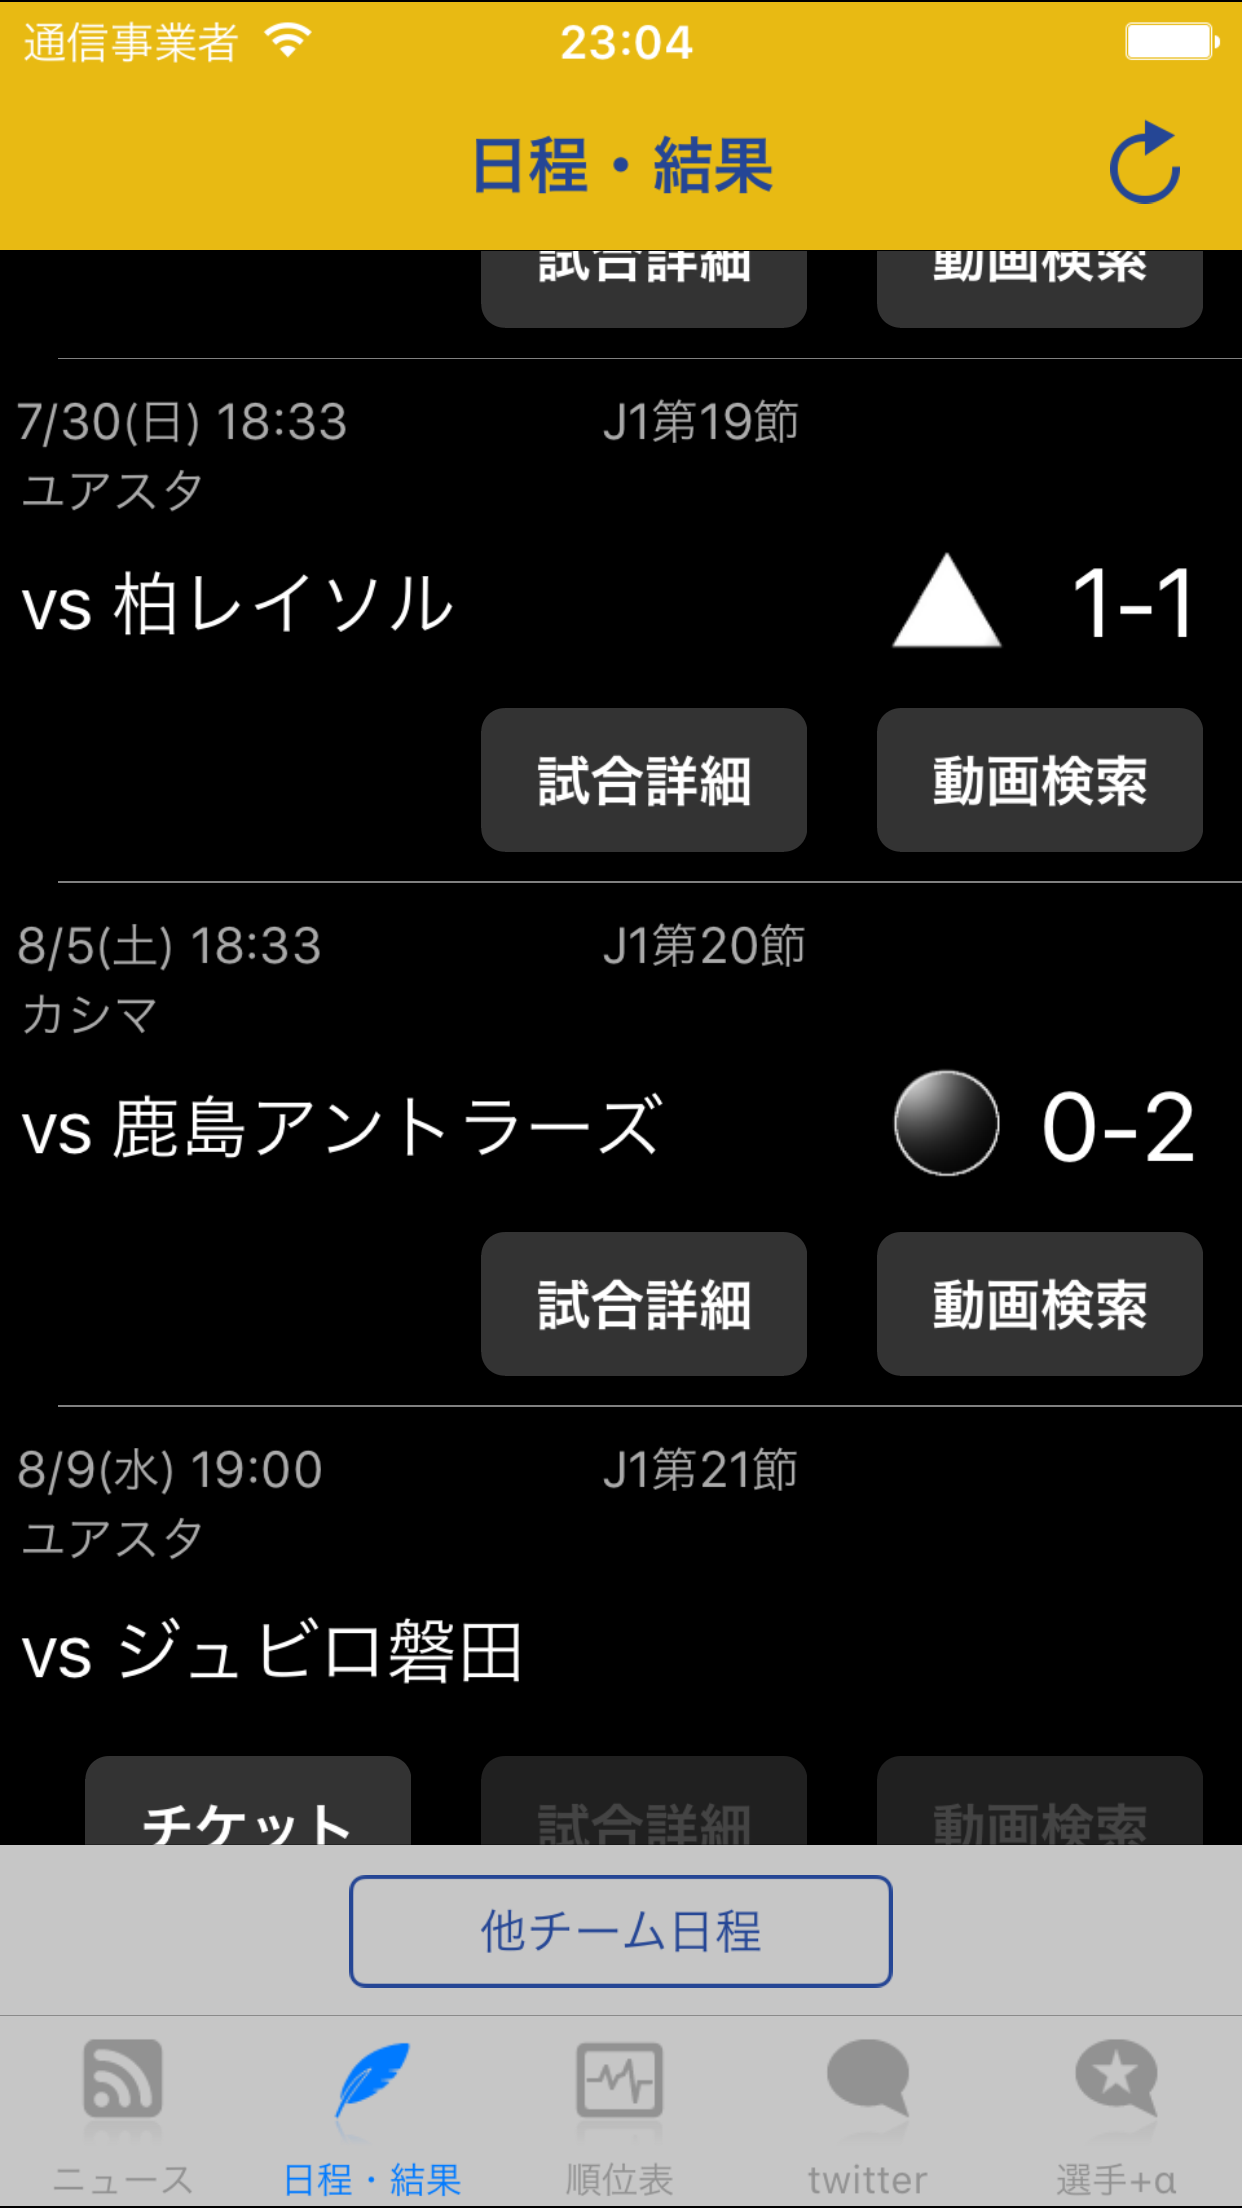 通信事業者 23:04
日程・結果
試合詳細 動画検索
7/30(日) 18:33 J1第19節
ユアスタ
vs 柏レイソル 1-1
試合詳細 動画検索
8/5(土) 18:33 J1第20節
カシマ
vs 鹿島アントラーズ 0-2
試合詳細 動画検索
8/9(水) 19:00 J1第21節
ユアスタ
vs ジュビロ磐田
チケット 試合詳細 動画検索
他チーム日程
ニュース 日程・結果 順位表 twitter 選手+α